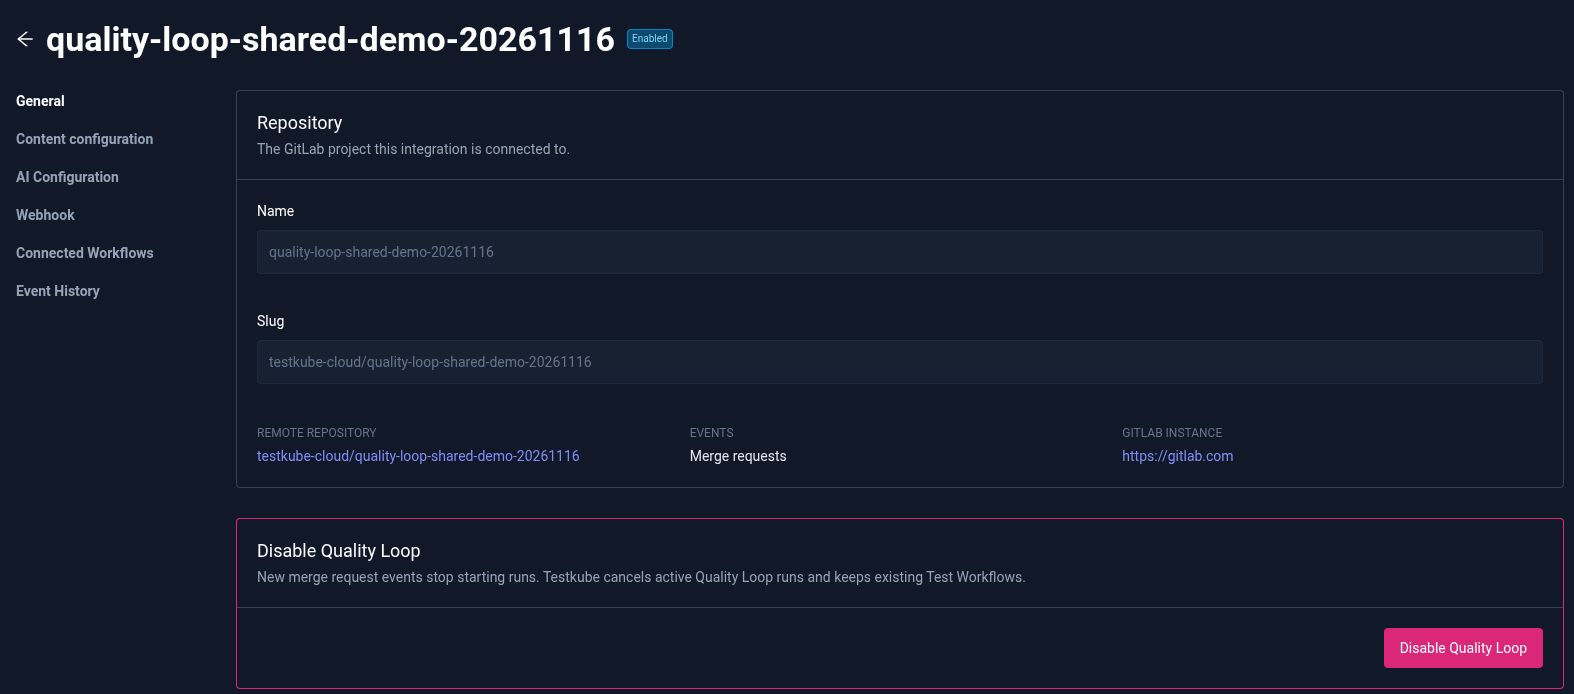 quality-loop-shared-demo-20261116
Enabled
General
Content configuration
AI Configuration
Webhook
Connected Workflows
Event History
Repository
The GitLab project this integration is connected to.
Name
quality-loop-shared-demo-20261116
Slug
testkube-cloud/quality-loop-shared-demo-20261116
REMOTE REPOSITORY
testkube-cloud/quality-loop-shared-demo-20261116
EVENTS
Merge requests
GITLAB INSTANCE
https://gitlab.com
Disable Quality Loop
New merge request events stop starting runs. Testkube cancels active Quality Loop runs and keeps existing Test Workflows.
Disable Quality Loop